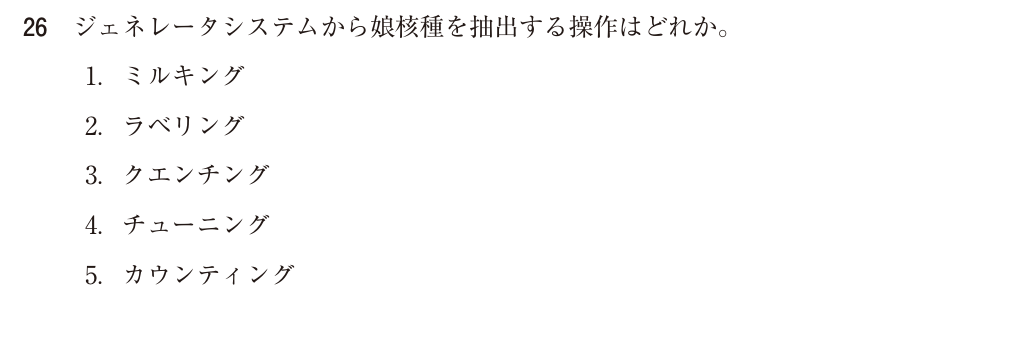 26 ジェネレータシステムから娘核種を抽出する操作はどれか。
1. ミルキング
2. ラベリング
3. クエンチング
4. チューニング
5. カウンティング